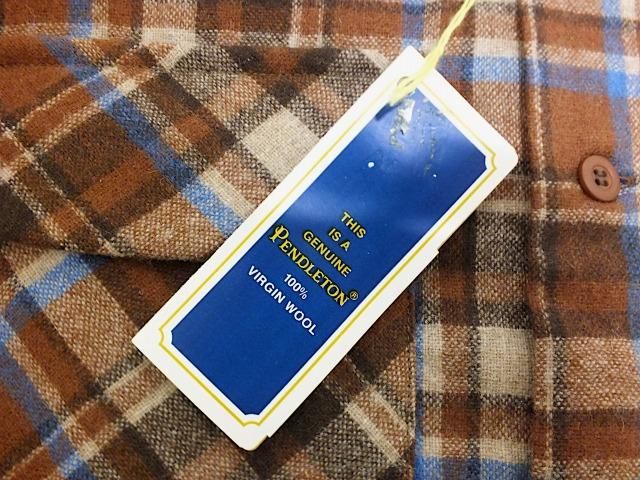 THIS
IS A
GENUINE
PENDLETON®
100%
VIRGIN WOOL